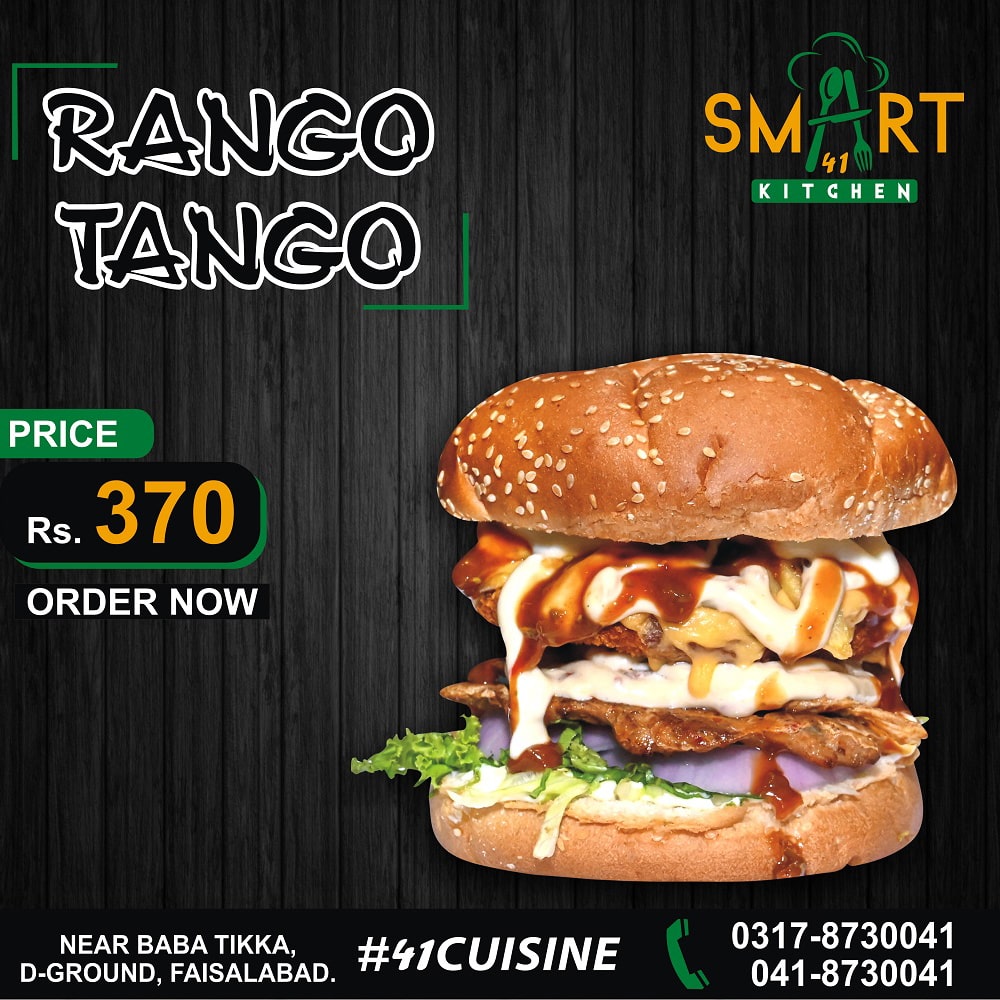 RANGO
TANGO
SMART
41
KITCHEN
PRICE
Rs. 370
ORDER NOW
NEAR BABA TIKKA,
D-GROUND, FAISALABAD.
#41CUISINE
0317-8730041
041-8730041